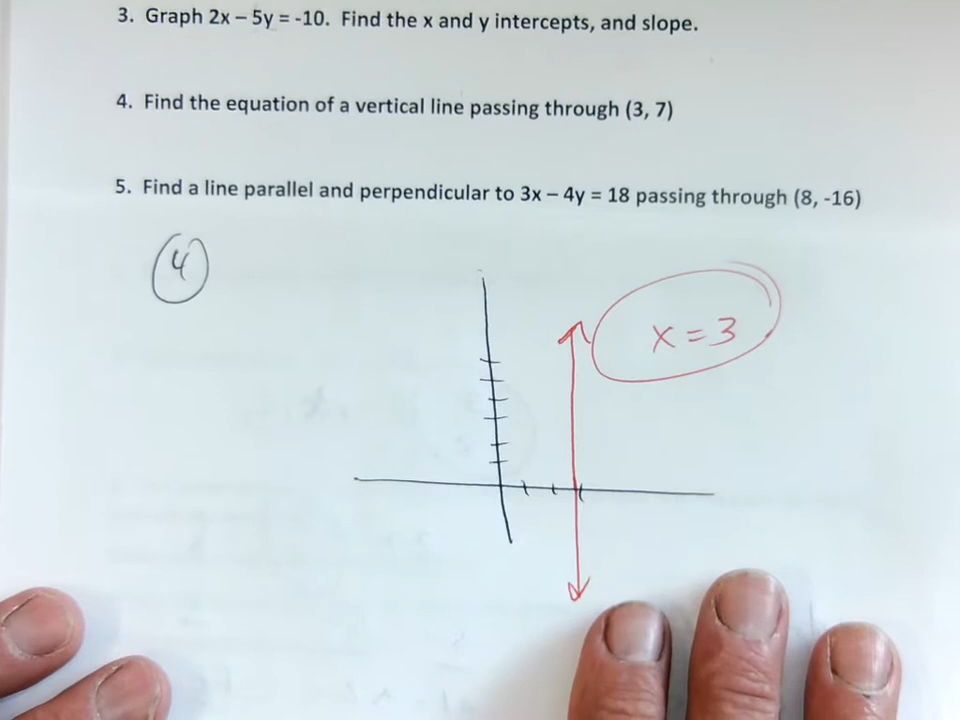 3. Graph 2x – 5y = -10. Find the x and y intercepts, and slope.
4. Find the equation of a vertical line passing through (3, 7)
5. Find a line parallel and perpendicular to 3x – 4y = 18 passing through (8, -16)
4
x = 3